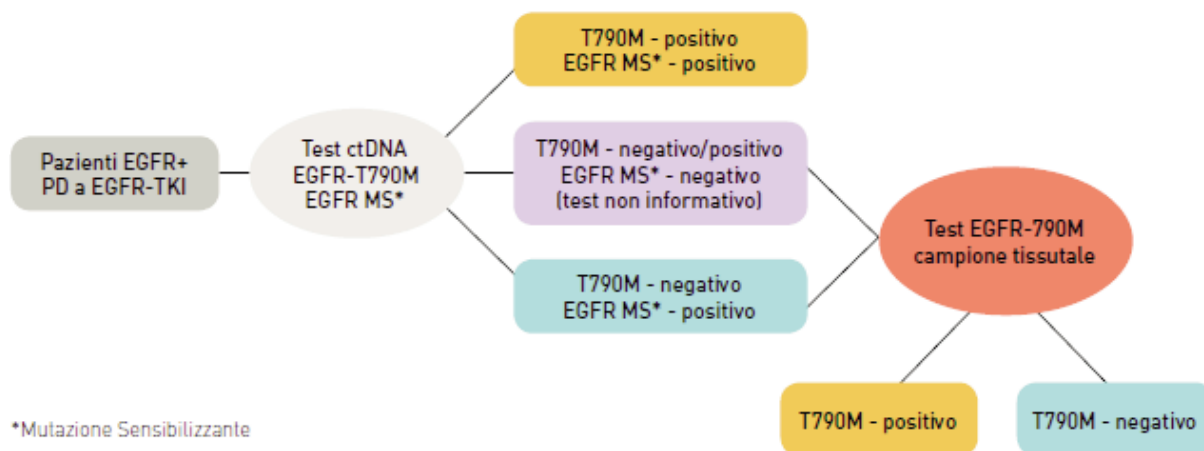 T790M - positivo
EGFR MS* - positivo
Pazienti EGFR+
PD a EGFR-TKI
Test ctDNA
EGFR-T790M
EGFR MS*
T790M - negativo/positivo
EGFR MS* - negativo
(test non informativo)
T790M - negativo
EGFR MS* - positivo
Test EGFR-790M
campione tissutale
T790M - positivo
T790M - negativo
*Mutazione Sensibilizzante